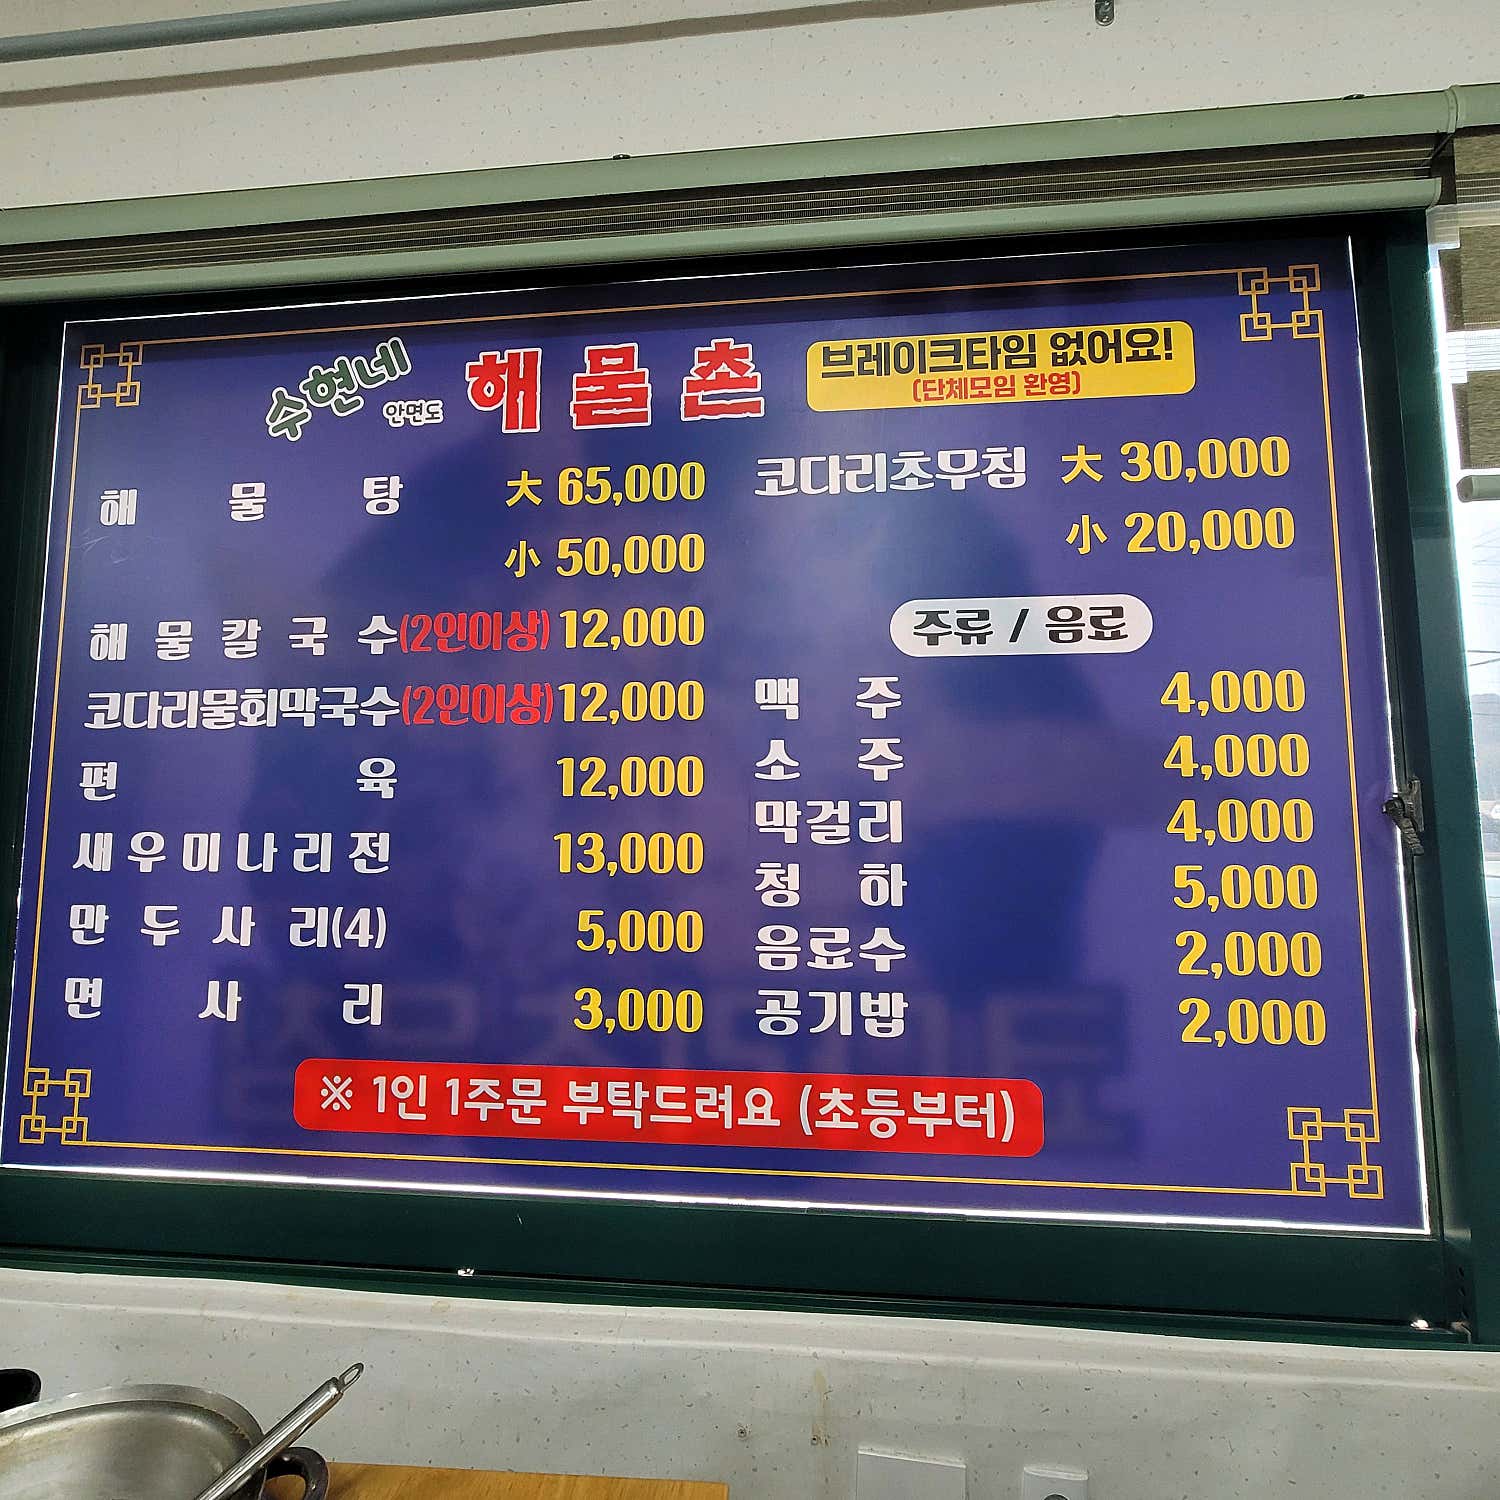 수현네 안면도 해물촌
브레이크타임 없어요!
(단체모임 환영)
해물탕 大 65,000
小 50,000
해물칼국수(2인이상) 12,000
코다리물회막국수(2인이상) 12,000
편육 12,000
새우미나리전 13,000
만두사리(4) 5,000
면사리 3,000
코다리초무침 大 30,000
小 20,000
주류 / 음료
맥주 4,000
소주 4,000
막걸리 4,000
청하 5,000
음료수 2,000
공기밥 2,000
※ 1인 1주문 부탁드려요 (초등부터)